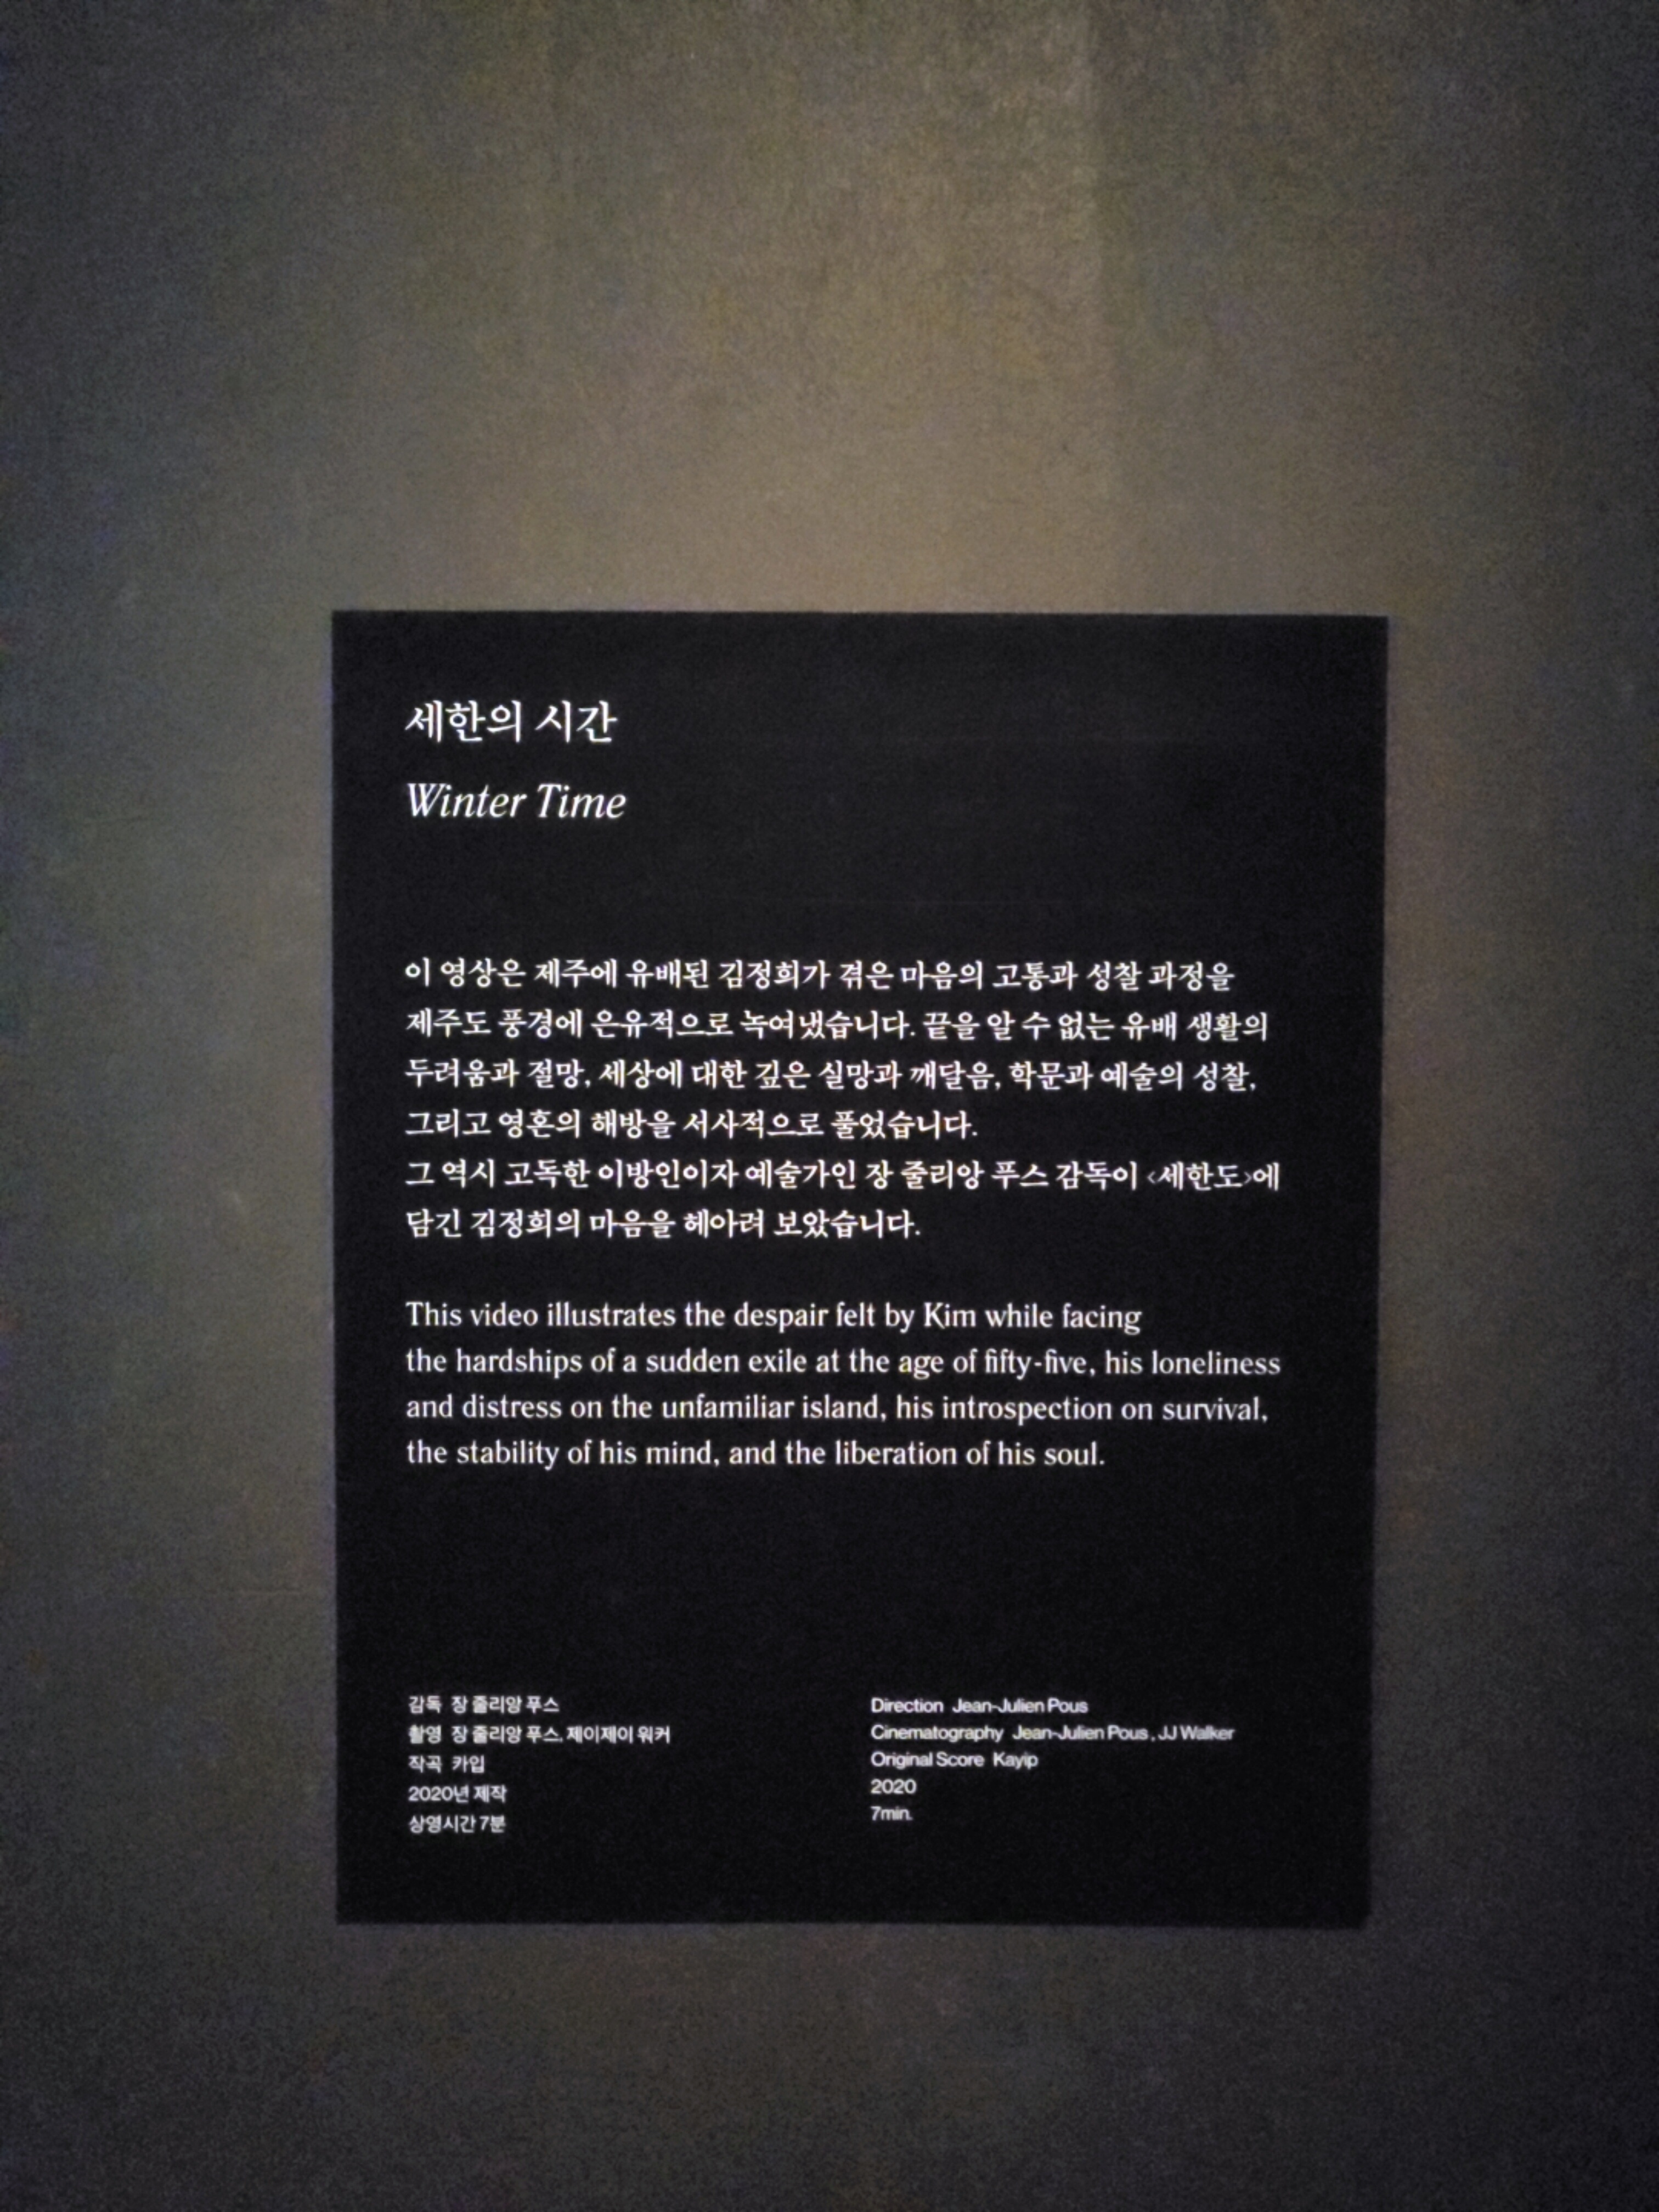 세한의 시간
Winter Time
이 영상은 제주에 유배된 김정희가 겪은 마음의 고통과 성찰 과정을
제주도 풍경에 은유적으로 녹여냈습니다. 끝을 알 수 없는 유배 생활의
두려움과 절망, 세상에 대한 깊은 실망과 깨달음, 학문과 예술의 성찰,
그리고 영혼의 해방을 서사적으로 풀었습니다.
그 역시 고독한 이방인이자 예술가인 장 줄리앙 푸스 감독이 <세한도>에
담긴 김정희의 마음을 헤아려 보았습니다.
This video illustrates the despair felt by Kim while facing
the hardships of a sudden exile at the age of fifty-five, his loneliness
and distress on the unfamiliar island, his introspection on survival,
the stability of his mind, and the liberation of his soul.
감독 장 줄리앙 푸스
촬영 장 줄리앙 푸스, 제이제이 워커
작곡 카입
2020년 제작
상영시간 7분
Direction Jean-Julien Pous
Cinematography Jean-Julien Pous, JJ Walker
Original Score Kayip
2020
7min.